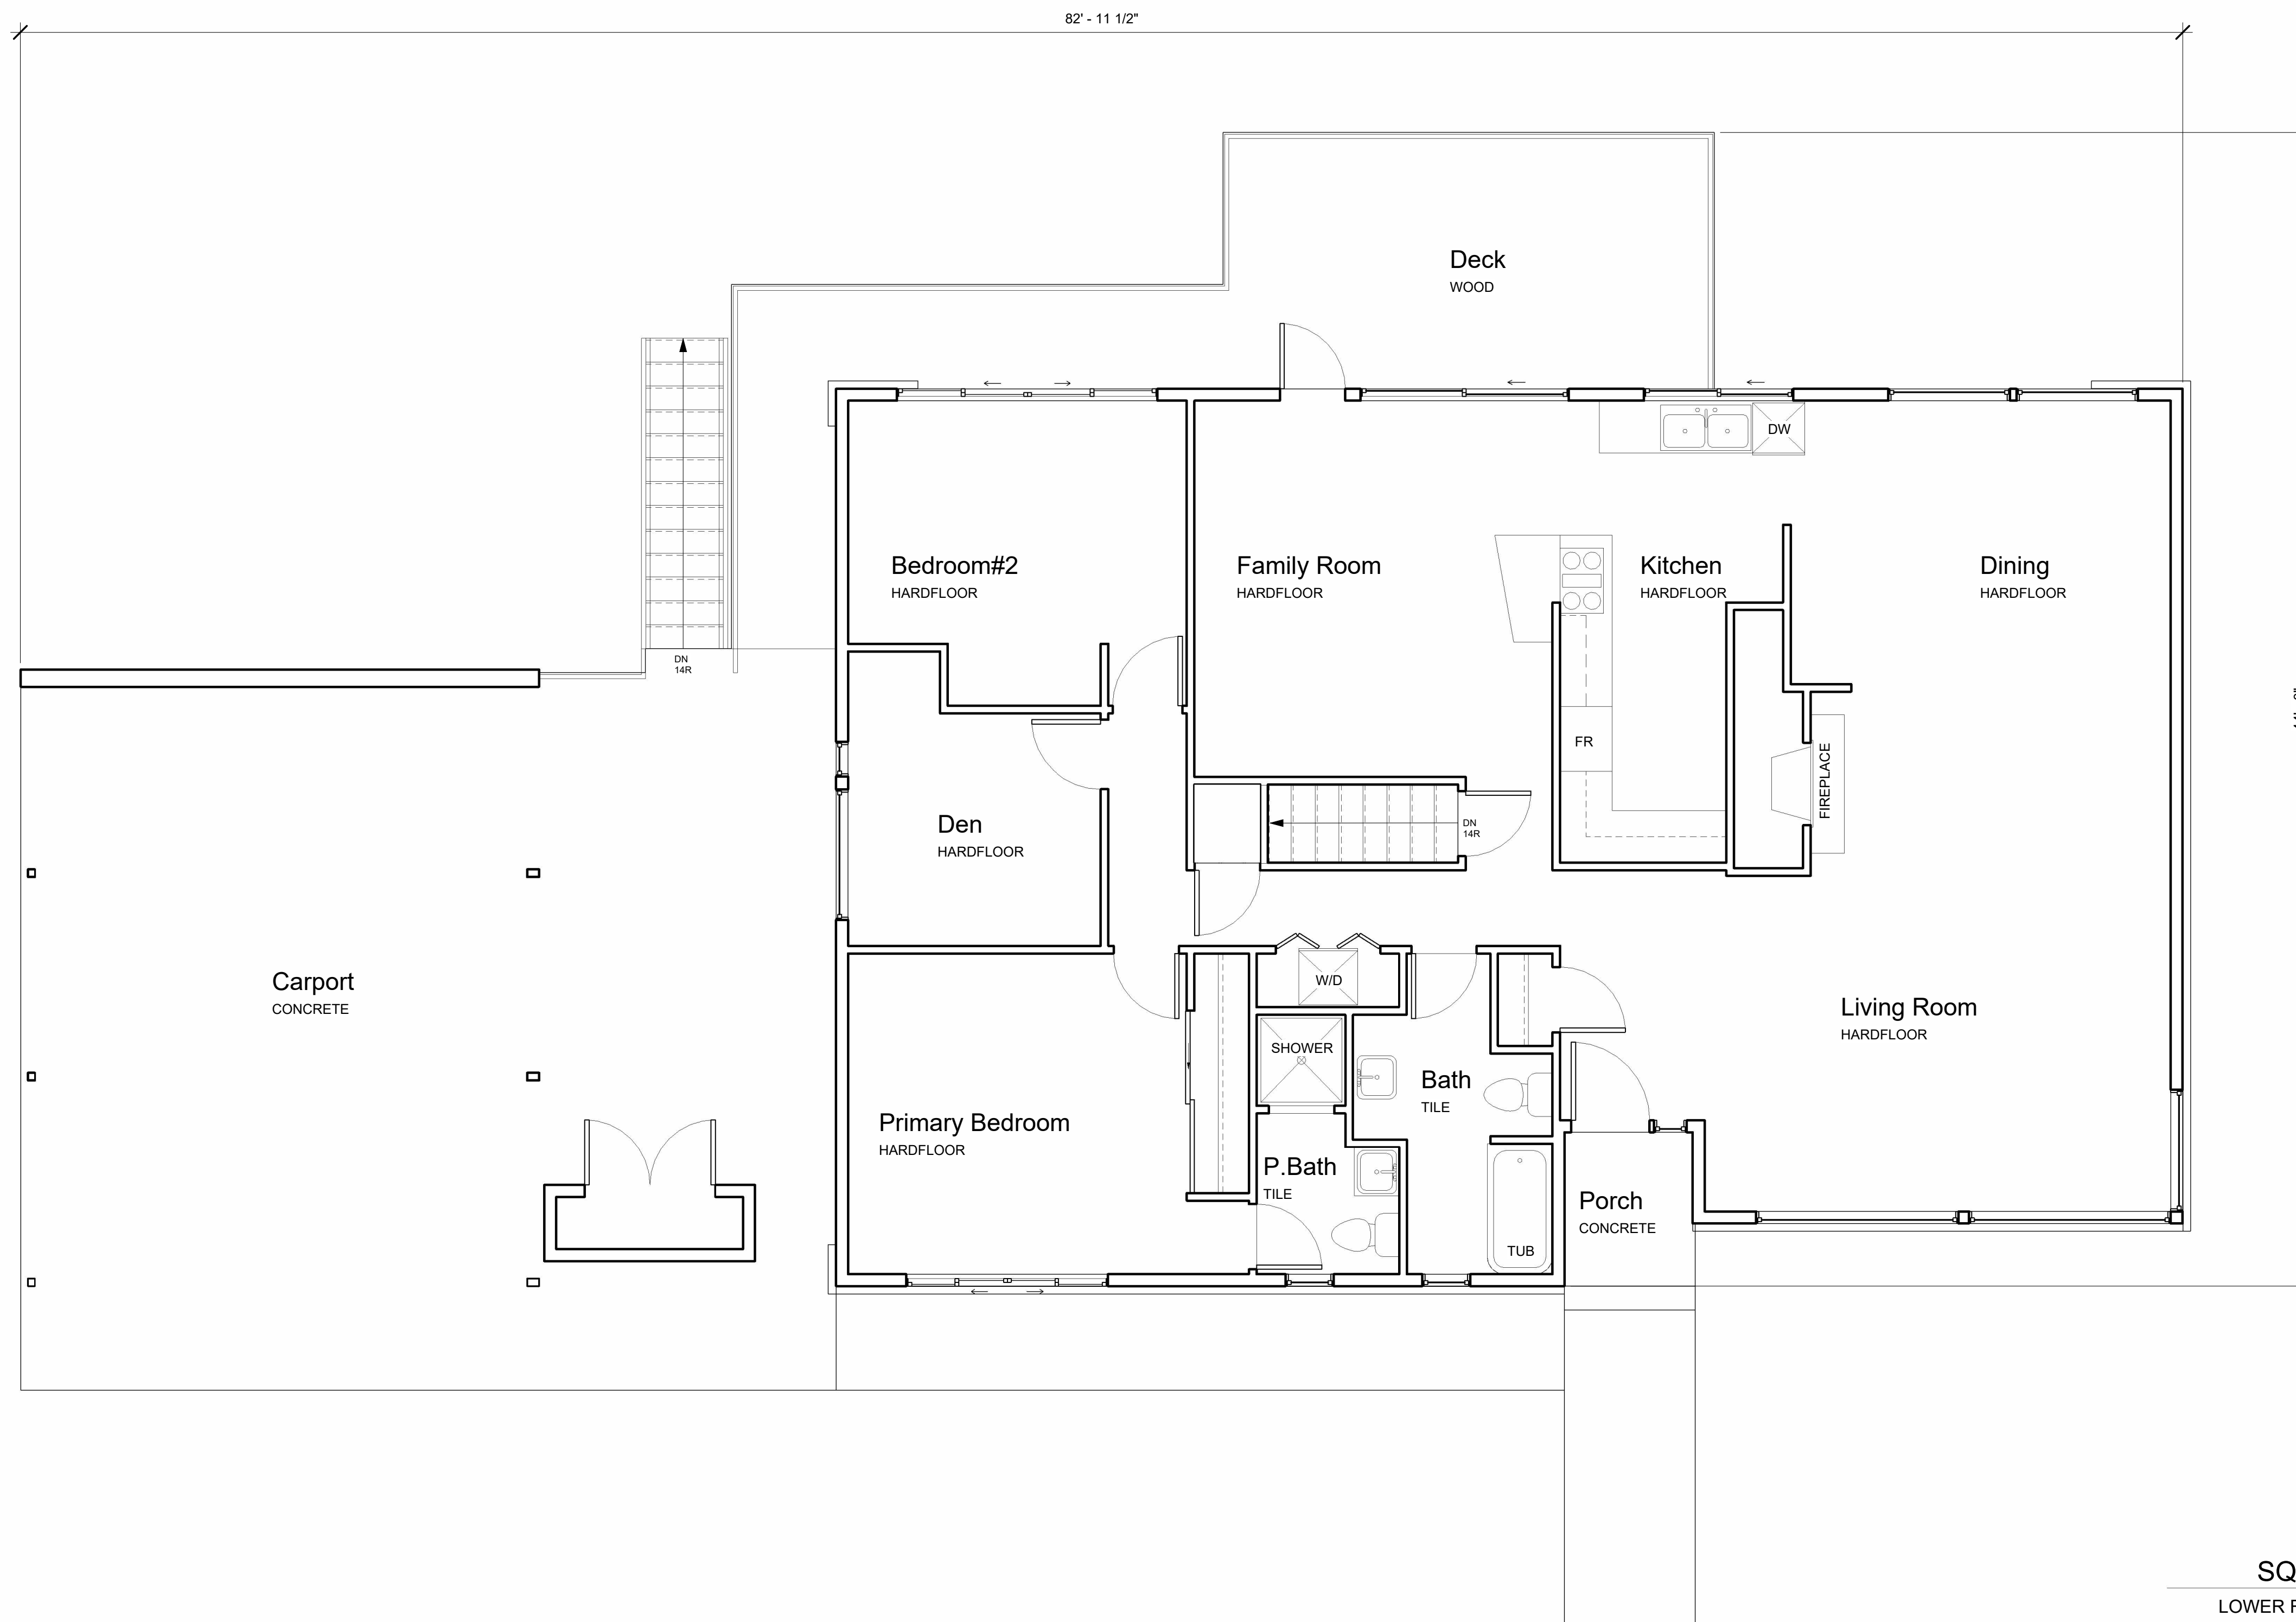 82' - 11 1/2"
Deck
WOOD
DW
Bedroom#2
HARDFLOOR
Family Room
HARDFLOOR
Kitchen
HARDFLOOR
Dining
HARDFLOOR
DN
14R
FR
FIREPLACE
Den
HARDFLOOR
DN
14R
Carport
CONCRETE
W/D
Living Room
HARDFLOOR
SHOWER
Bath
TILE
Primary Bedroom
HARDFLOOR
P.Bath
TILE
Porch
CONCRETE
TUB
SQ
LOWER